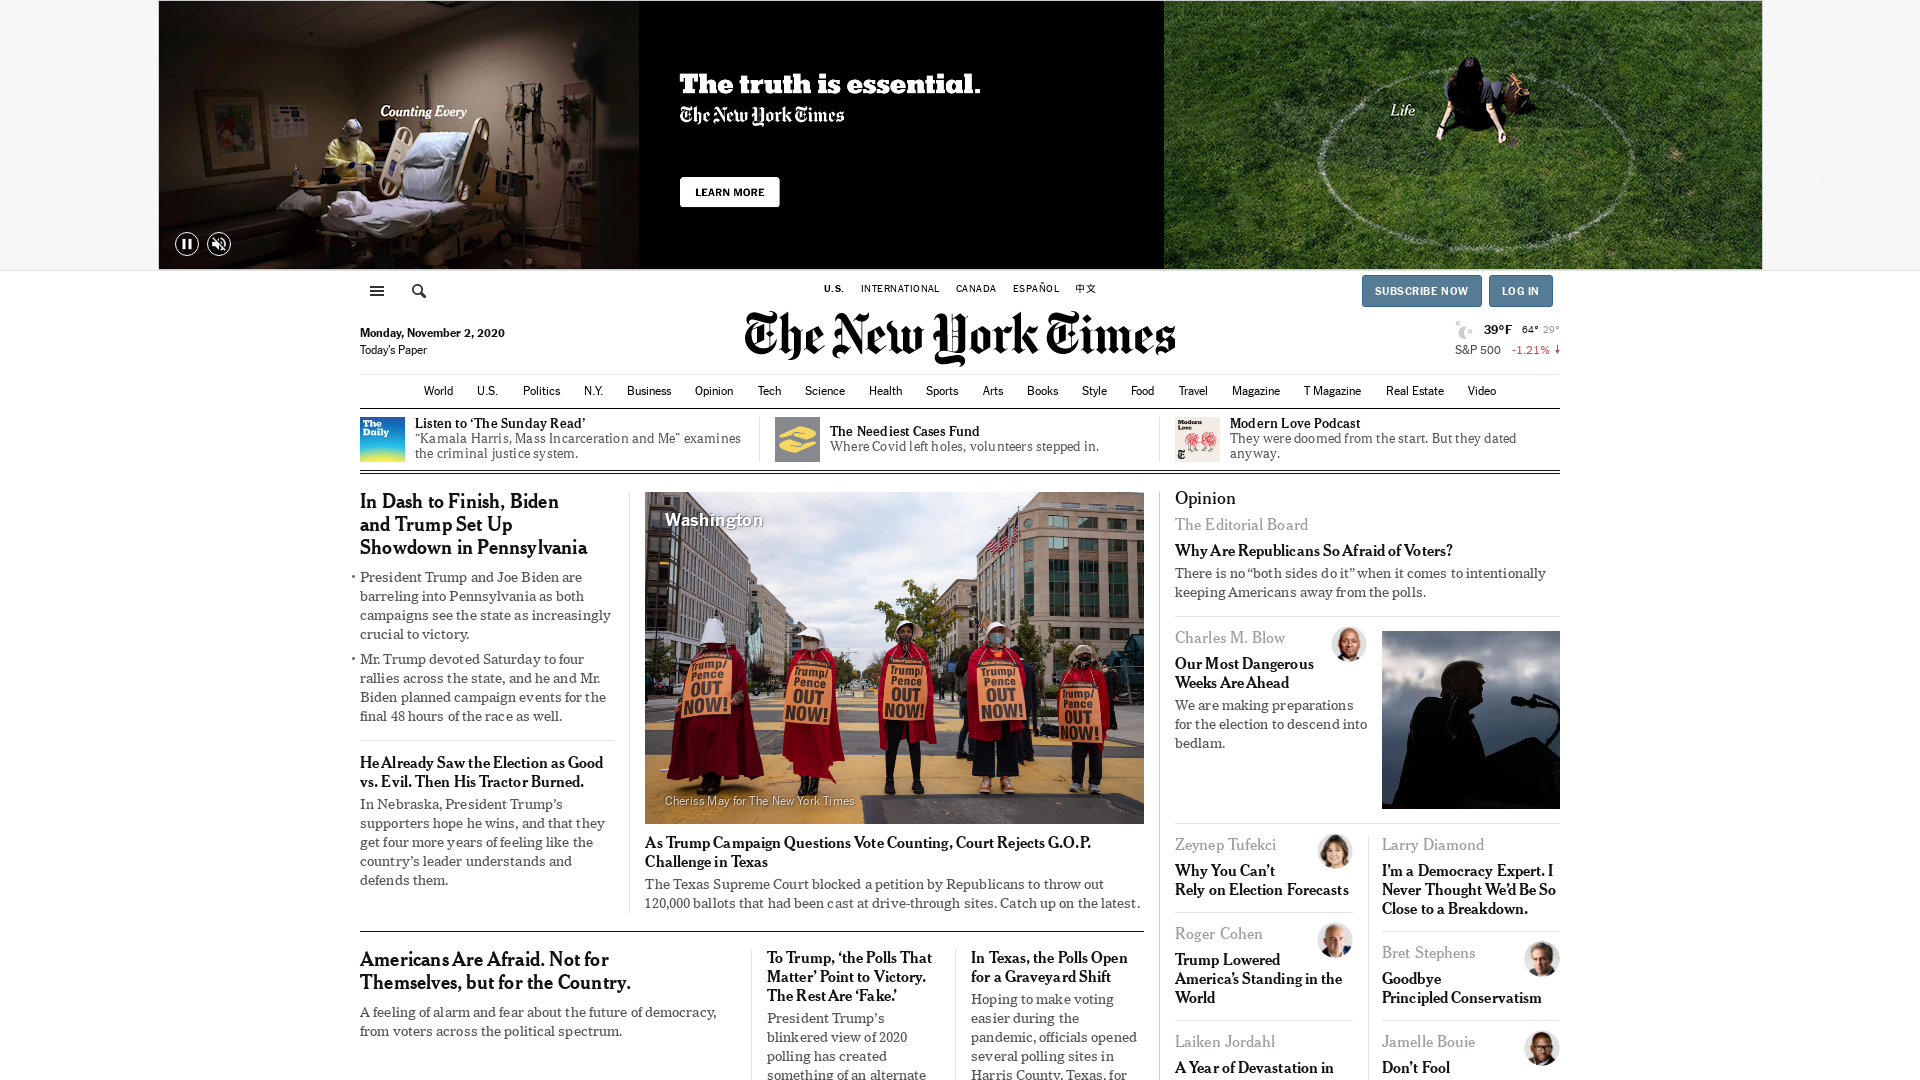 Counting Every
The truth is essential.
The New York Times
LEARN MORE
Life
U.S. INTERNATIONAL CANADA ESPAÑOL 中文
SUBSCRIBE NOW LOG IN
Monday, November 2, 2020
Today's Paper
The New York Times
39°F 64° 29°
S&P 500 -1.21% ↓
World U.S. Politics N.Y. Business Opinion Tech Science Health Sports Arts Books Style Food Travel Magazine T Magazine Real Estate Video
The
Daily
Listen to ‘The Sunday Read’
“Kamala Harris, Mass Incarceration and Me” examines
the criminal justice system.
The Neediest Cases Fund
Where Covid left holes, volunteers stepped in.
Modern
Love
Modern Love Podcast
They were doomed from the start. But they dated
anyway.
In Dash to Finish, Biden
and Trump Set Up
Showdown in Pennsylvania
• President Trump and Joe Biden are
barreling into Pennsylvania as both
campaigns see the state as increasingly
crucial to victory.
• Mr. Trump devoted Saturday to four
rallies across the state, and he and Mr.
Biden planned campaign events for the
final 48 hours of the race as well.
He Already Saw the Election as Good
vs. Evil. Then His Tractor Burned.
In Nebraska, President Trump’s
supporters hope he wins, and that they
get four more years of feeling like the
country’s leader understands and
defends them.
Washington
Trump/
Pence
OUT
NOW!
Trump/
Pence
OUT
NOW!
Trump/
Pence
OUT
NOW!
Trump/
Pence
OUT
NOW!
Trump/
Pence
OUT
NOW!
Cheriss May for The New York Times
As Trump Campaign Questions Vote Counting, Court Rejects G.O.P.
Challenge in Texas
The Texas Supreme Court blocked a petition by Republicans to throw out
120,000 ballots that had been cast at drive-through sites. Catch up on the latest.
Americans Are Afraid. Not for
Themselves, but for the Country.
A feeling of alarm and fear about the future of democracy,
from voters across the political spectrum.
To Trump, ‘the Polls That
Matter’ Point to Victory.
The Rest Are ‘Fake.’
President Trump’s
blinkered view of 2020
polling has created
something of an alternate
In Texas, the Polls Open
for a Graveyard Shift
Hoping to make voting
easier during the
pandemic, officials opened
several polling sites in
Harris County, Texas, for
Opinion
The Editorial Board
Why Are Republicans So Afraid of Voters?
There is no “both sides do it” when it comes to intentionally
keeping Americans away from the polls.
Charles M. Blow
Our Most Dangerous
Weeks Are Ahead
We are making preparations
for the election to descend into
bedlam.
Zeynep Tufekci
Why You Can’t
Rely on Election Forecasts
Larry Diamond
I’m a Democracy Expert. I
Never Thought We’d Be So
Close to a Breakdown.
Roger Cohen
Trump Lowered
America’s Standing in the
World
Bret Stephens
Goodbye
Principled Conservatism
Laiken Jordahl
A Year of Devastation in
Jamelle Bouie
Don’t Fool